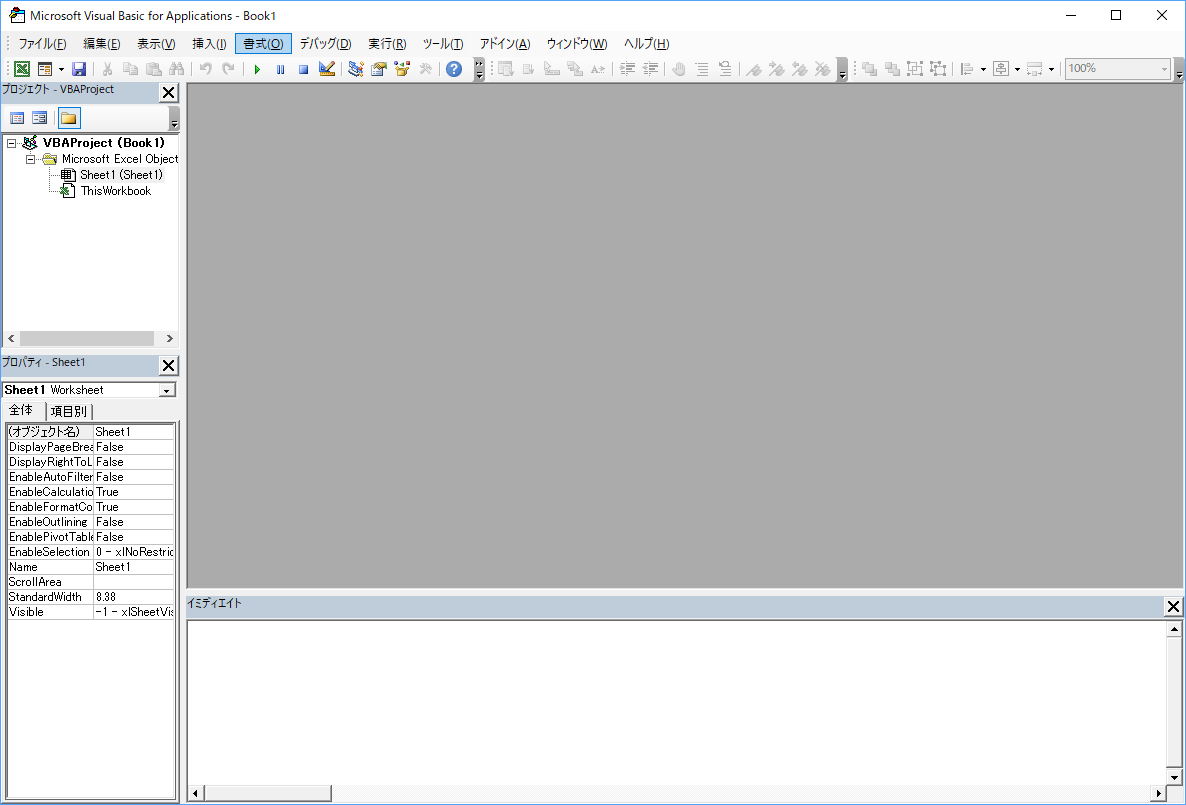 Microsoft Visual Basic for Applications - Book1
ファイル(F) 編集(E) 表示(V) 挿入(I) 書式(O) デバッグ(D) 実行(R) ツール(T) アドイン(A) ウィンドウ(W) ヘルプ(H)
100%
プロジェクト - VBAProject
VBAProject (Book1)
Microsoft Excel Object
Sheet1 (Sheet1)
ThisWorkbook
プロパティ - Sheet1
Sheet1 Worksheet
全体 項目別
(オブジェクト名) Sheet1
DisplayPageBrea False
DisplayRightToL False
EnableAutoFilter False
EnableCalculatio True
EnableFormatCo True
EnableOutlining False
EnablePivotTable False
EnableSelection 0 - xlNoRestric
Name Sheet1
ScrollArea
StandardWidth 8.38
Visible -1 - xlSheetVis
イミディエイト